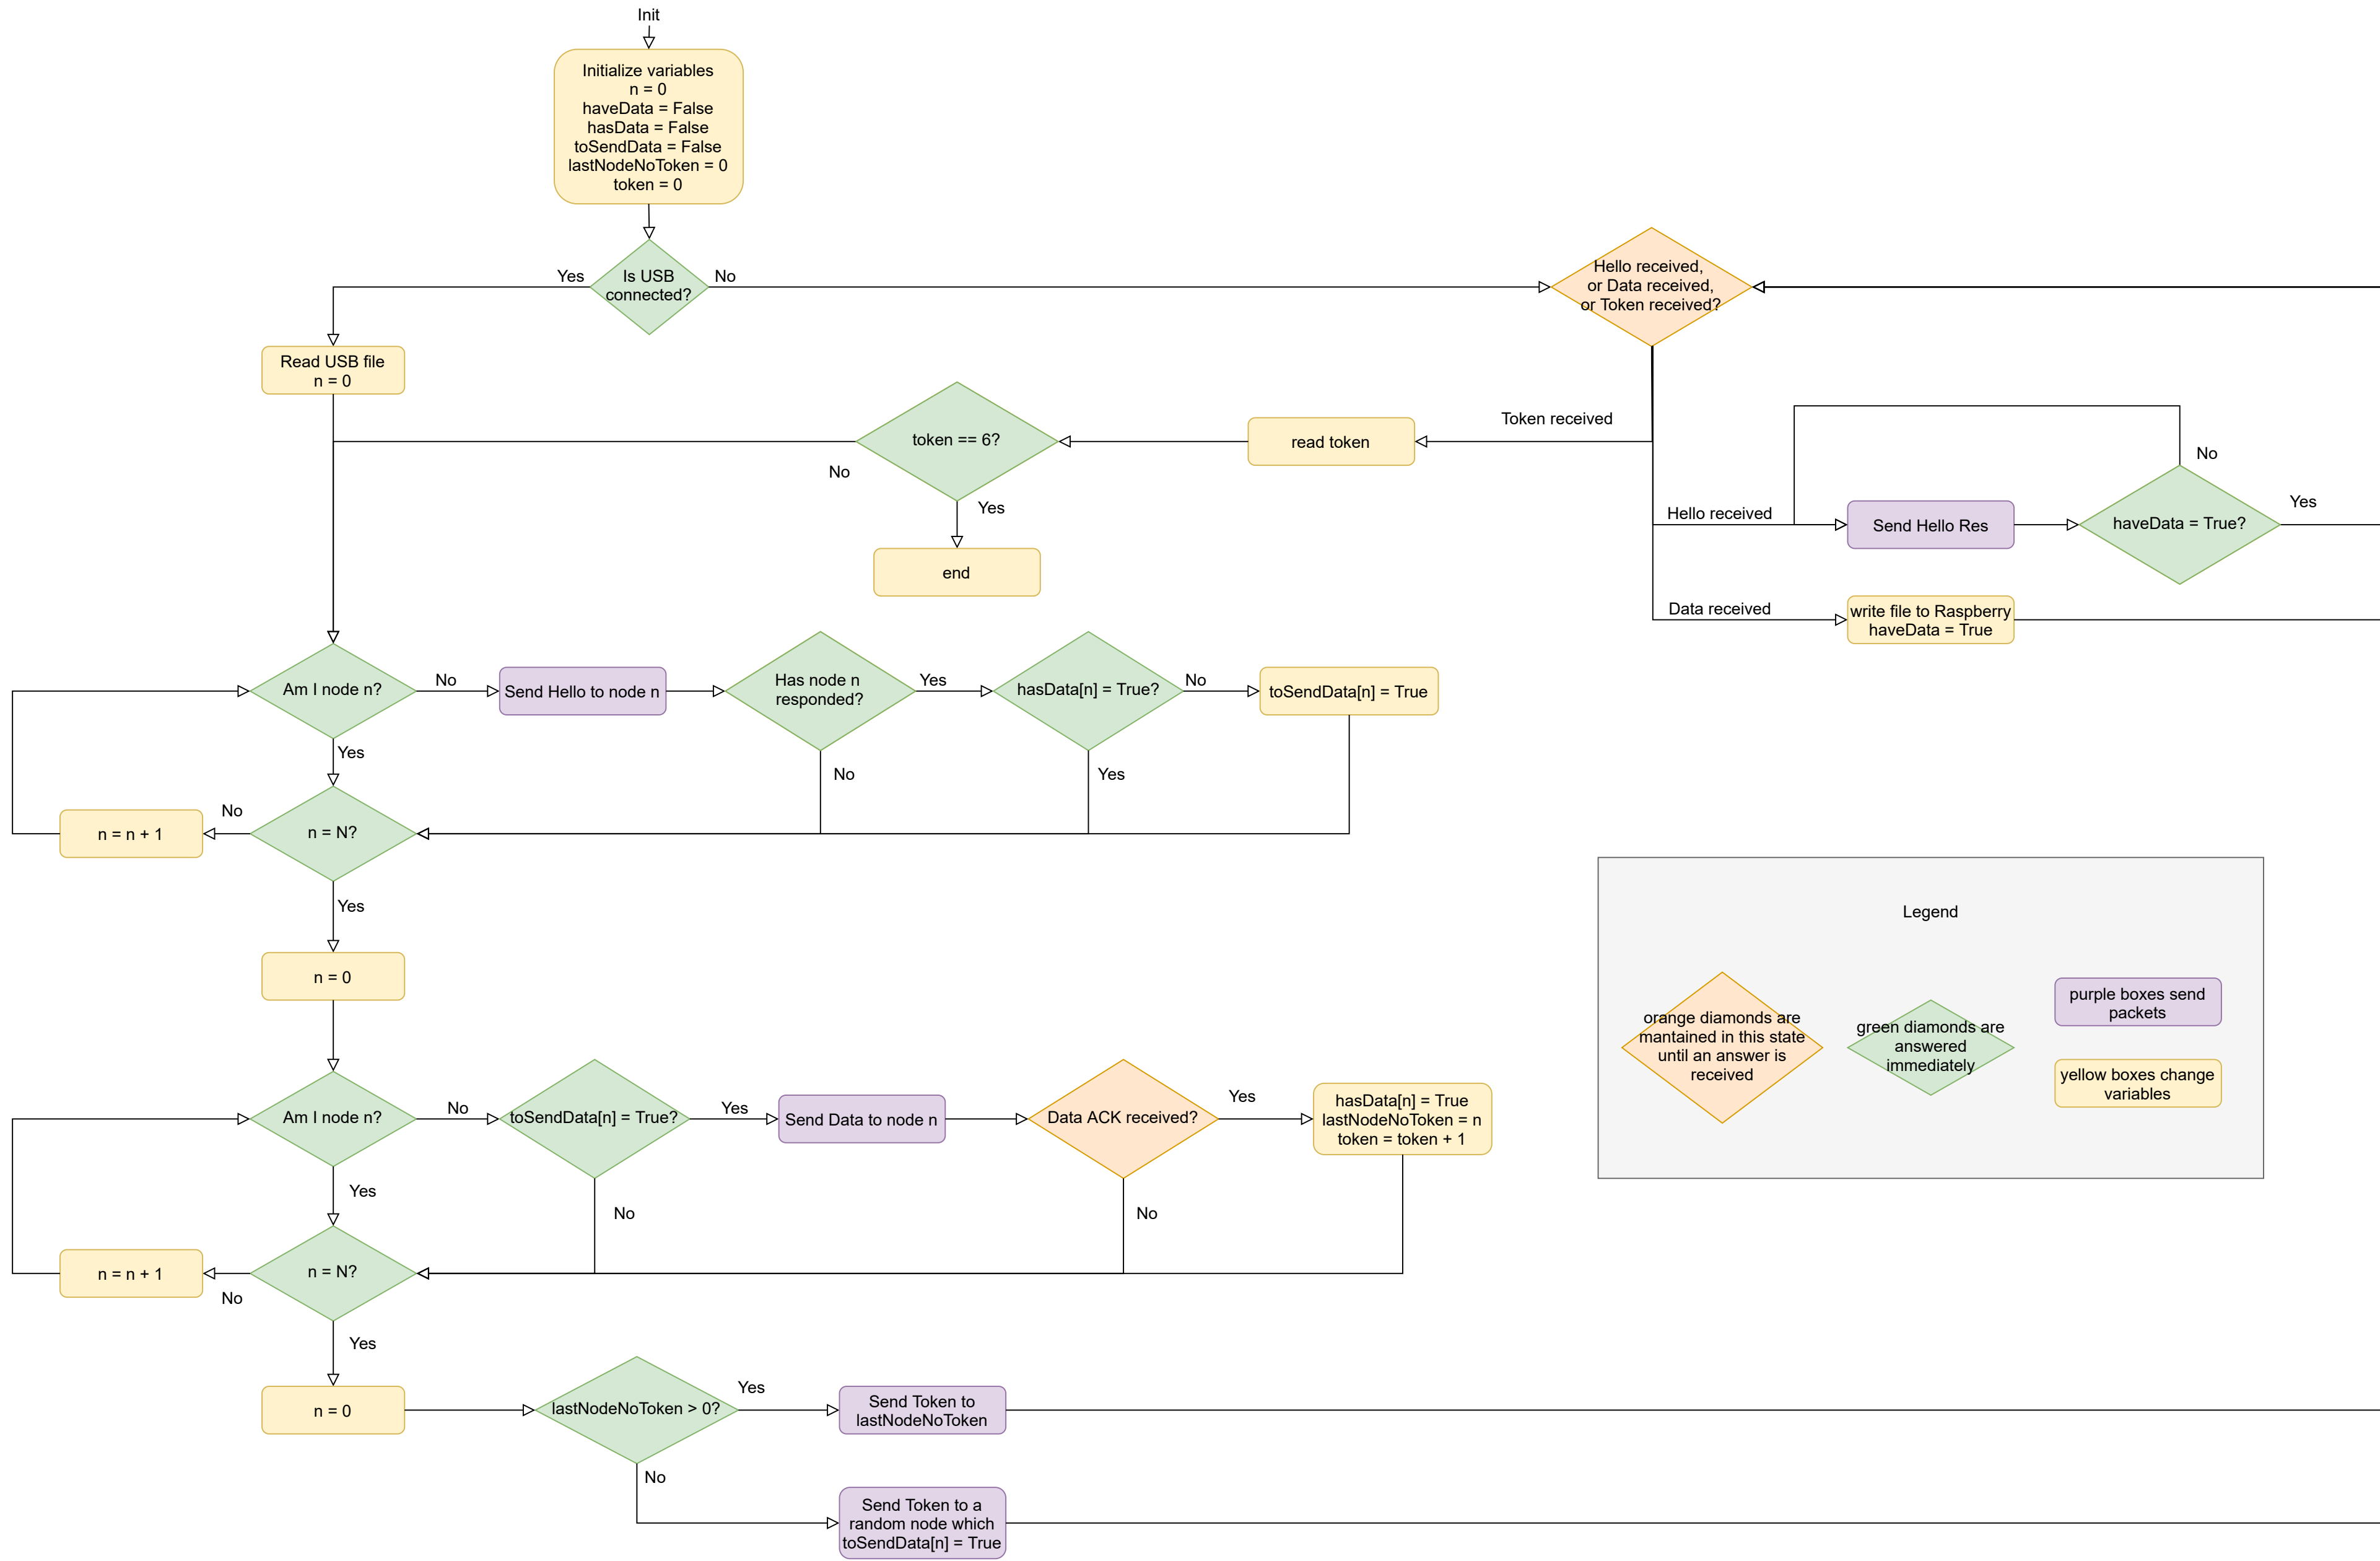 Init
Initialize variables
n = 0
haveData = False
hasData = False
toSendData = False
lastNodeNoToken = 0
token = 0
Yes
Is USB
connected?
No
Hello received,
or Data received,
or Token received?
Read USB file
n = 0
token == 6?
No
Yes
end
read token
Token received
Hello received
Send Hello Res
haveData = True?
No
Yes
Data received
write file to Raspberry
haveData = True
Am I node n?
No
Send Hello to node n
Has node n
responded?
Yes
hasData[n] = True?
No
toSendData[n] = True
Yes
No
Yes
n = n + 1
No
n = N?
Yes
n = 0
Legend
orange diamonds are
mantained in this state
until an answer is
received
green diamonds are
answered
immediately
purple boxes send
packets
yellow boxes change
variables
Am I node n?
No
toSendData[n] = True?
Yes
Send Data to node n
Data ACK received?
Yes
hasData[n] = True
lastNodeNoToken = n
token = token + 1
Yes
No
No
n = n + 1
No
n = N?
Yes
n = 0
lastNodeNoToken > 0?
Yes
Send Token to
lastNodeNoToken
No
Send Token to a
random node which
toSendData[n] = True